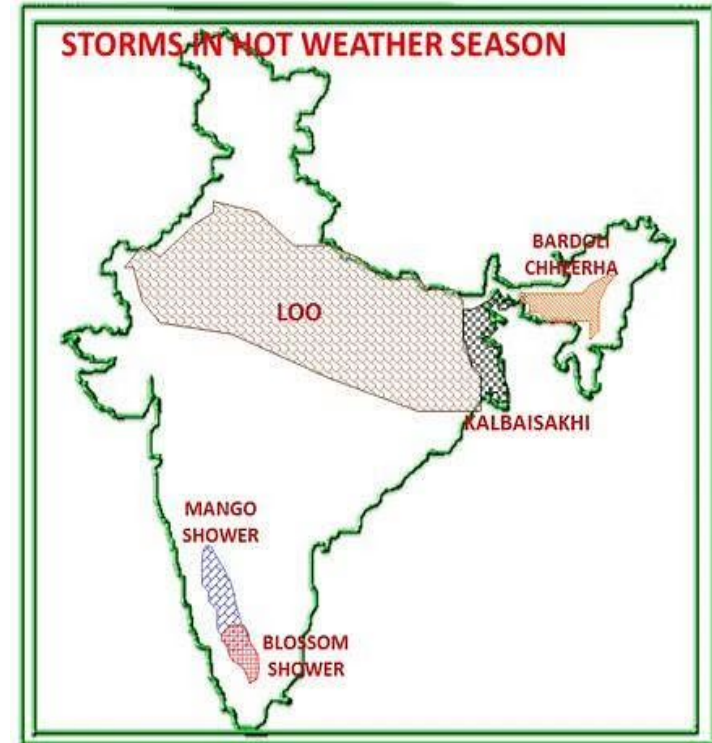 STORMS IN HOT WEATHER SEASON
BARDOLI
CHHEERHA
LOO
KALBAISAKHI
MANGO
SHOWER
BLOSSOM
SHOWER